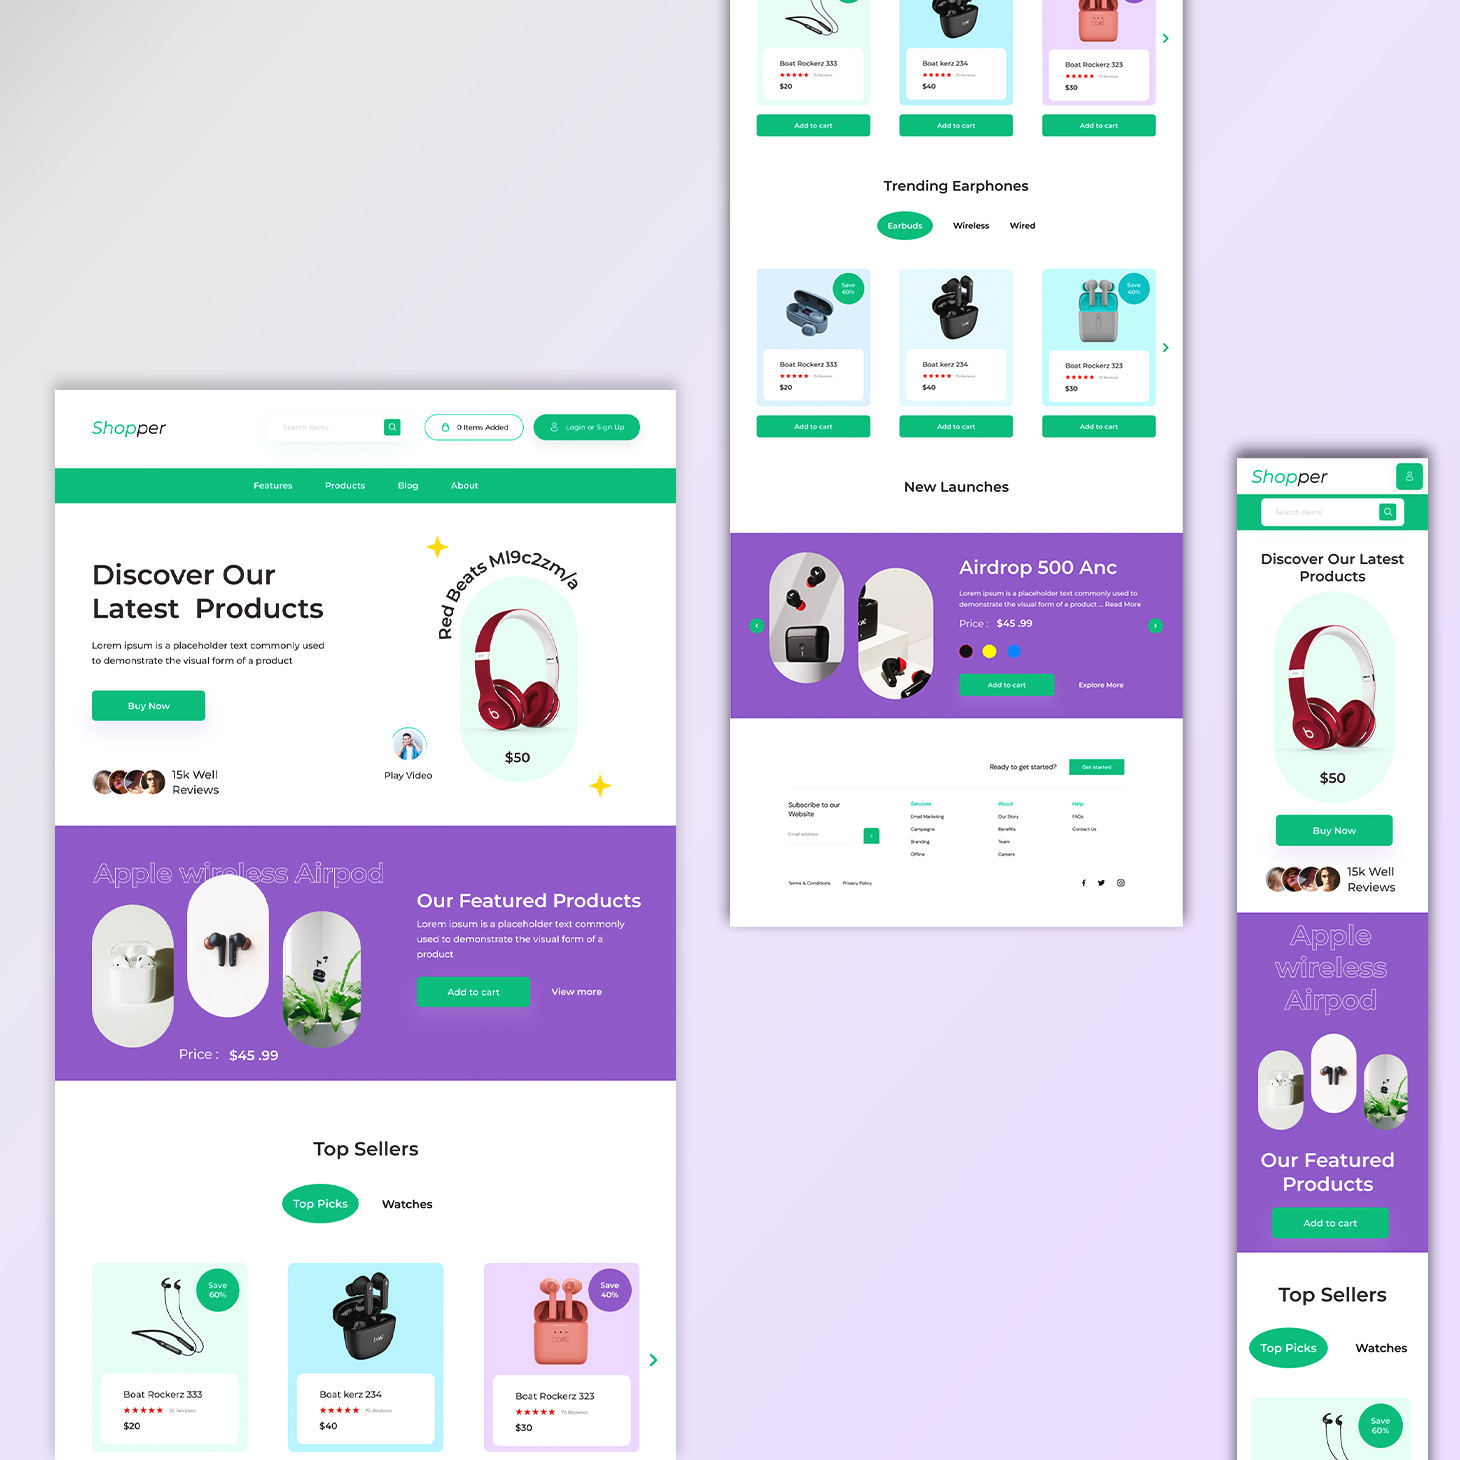 Shopper
Search Items
0 Items Added
Login or Sign Up
Features
Products
Blog
About
Discover Our
Latest Products
Lorem ipsum is a placeholder text commonly used
to demonstrate the visual form of a product
Buy Now
15k Well
Reviews
Red Beats Ml9c2zm/a
$50
Play Video
Apple wireless Airpod
Price : $45 .99
Our Featured Products
Lorem ipsum is a placeholder text commonly
used to demonstrate the visual form of a
product
Add to cart
View more
Top Sellers
Top Picks
Watches
Save
60%
Boat Rockerz 333
75 Reviews
$20
boAt
Boat kerz 234
75 Reviews
$40
Save
40%
boAt
Boat Rockerz 323
75 Reviews
$30
Boat Rockerz 333
75 Reviews
$20
Add to cart
Boat kerz 234
75 Reviews
$40
Add to cart
Boat Rockerz 323
75 Reviews
$30
Add to cart
Trending Earphones
Earbuds
Wireless
Wired
Save
60%
Boat Rockerz 333
75 Reviews
$20
Add to cart
Boat kerz 234
75 Reviews
$40
Add to cart
Save
40%
Boat Rockerz 323
75 Reviews
$30
Add to cart
New Launches
Airdrop 500 Anc
Lorem ipsum is a placeholder text commonly used to
demonstrate the visual form of a product ... Read More
Price : $45 .99
Add to cart
Explore More
Ready to get started?
Get started
Subscribe to our
Website
Email address
Services
Email Marketing
Campaigns
Branding
Offline
About
Our Story
Benefits
Team
Careers
Help
FAQs
Contact Us
Terms & Conditions
Privacy Policy
Shopper
Search Items
Discover Our Latest
Products
$50
Buy Now
15k Well
Reviews
Apple
wireless
Airpod
Our Featured
Products
Add to cart
Top Sellers
Top Picks
Watches
Save
60%